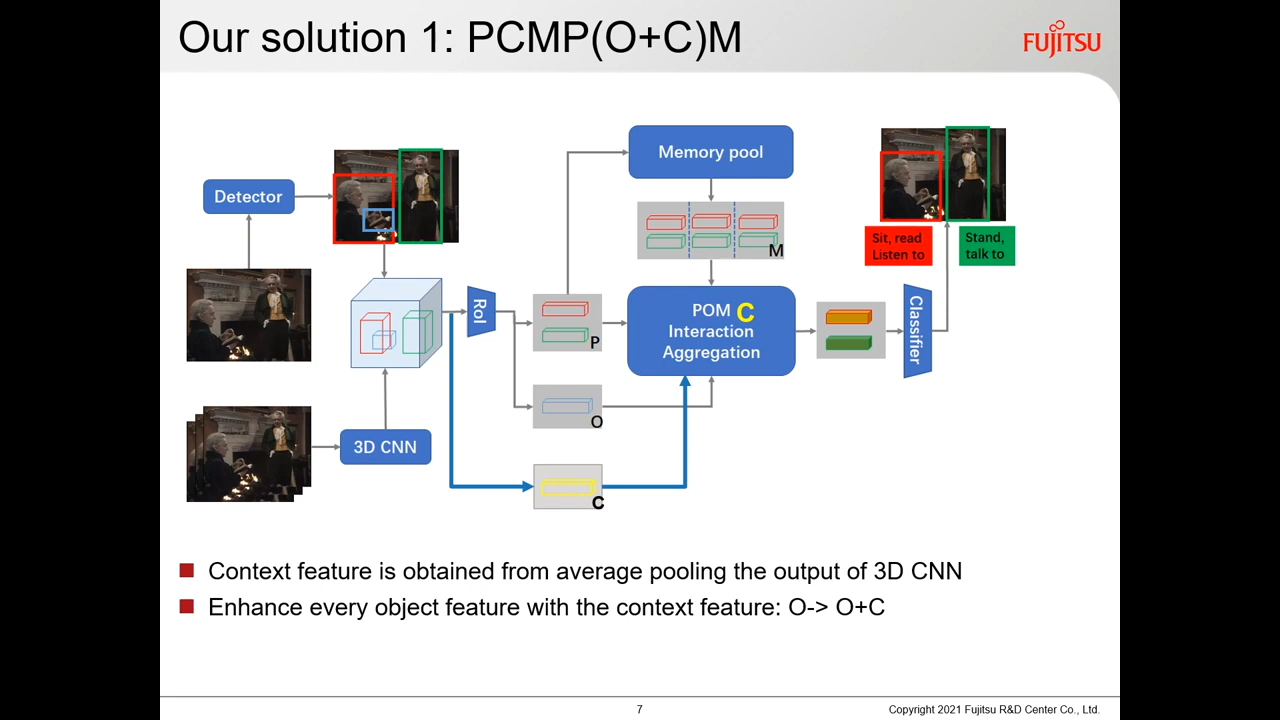 Our solution 1: PCMP(O+C)M
FUJITSU
Memory pool
Detector
M
Sit, read
Listen to
Stand,
talk to
RoI
P
POM C
Interaction
Aggregation
Classifier
O
3D CNN
C
Context feature is obtained from average pooling the output of 3D CNN
Enhance every object feature with the context feature: O-> O+C
7
Copyright 2021 Fujitsu R&D Center Co., Ltd.